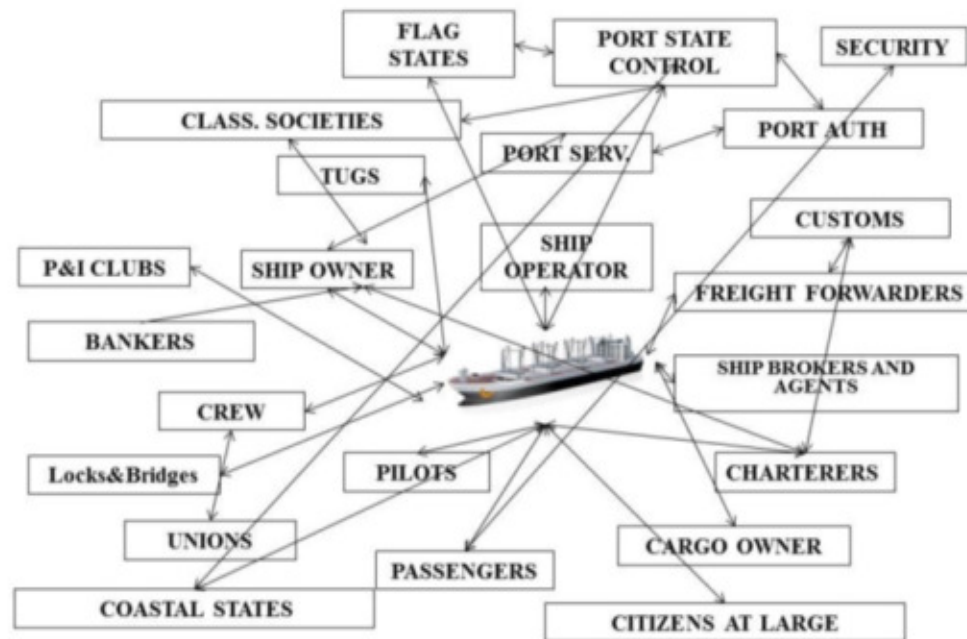 FLAG
STATES
PORT STATE
CONTROL
SECURITY
CLASS. SOCIETIES
PORT AUTH
PORT SERV.
TUGS
CUSTOMS
SHIP
OPERATOR
P&I CLUBS
SHIP OWNER
FREIGHT FORWARDERS
BANKERS
SHIP BROKERS AND
AGENTS
CREW
Locks&Bridges
PILOTS
CHARTERERS
UNIONS
CARGO OWNER
PASSENGERS
COASTAL STATES
CITIZENS AT LARGE